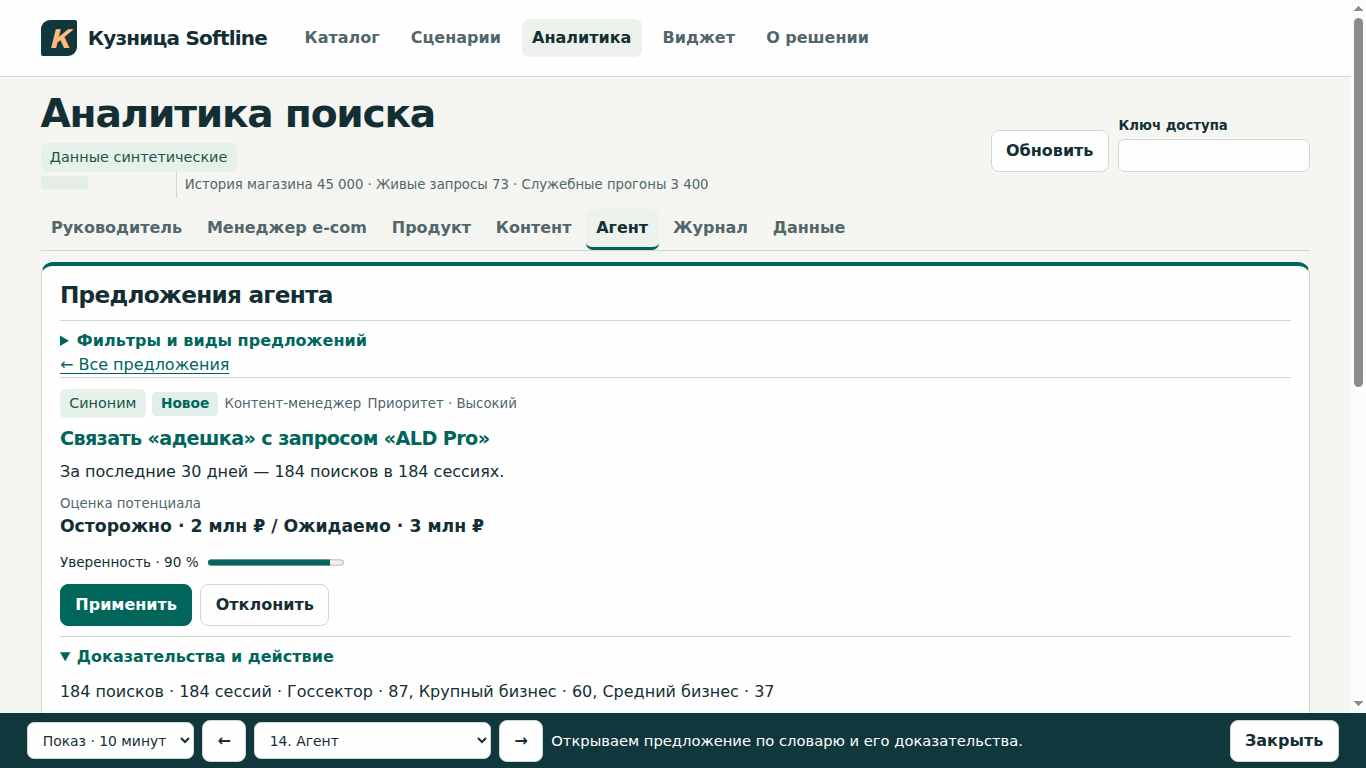 К Кузница Softline Каталог Сценарии Аналитика Виджет О решении
Аналитика поиска
Ключ доступа
Обновить
Данные синтетические
История магазина 45 000 · Живые запросы 73 · Служебные прогоны 3 400
Руководитель Менеджер e-com Продукт Контент Агент Журнал Данные
Предложения агента
Фильтры и виды предложений
← Все предложения
Синоним Новое Контент-менеджер Приоритет · Высокий
Связать «адешка» с запросом «ALD Pro»
За последние 30 дней — 184 поисков в 184 сессиях.
Оценка потенциала
Осторожно · 2 млн ₽ / Ожидаемо · 3 млн ₽
Уверенность · 90 %
Применить Отклонить
Доказательства и действие
184 поисков · 184 сессий · Госсектор · 87, Крупный бизнес · 60, Средний бизнес · 37
Показ · 10 минут ← 14. Агент → Открываем предложение по словарю и его доказательства. Закрыть